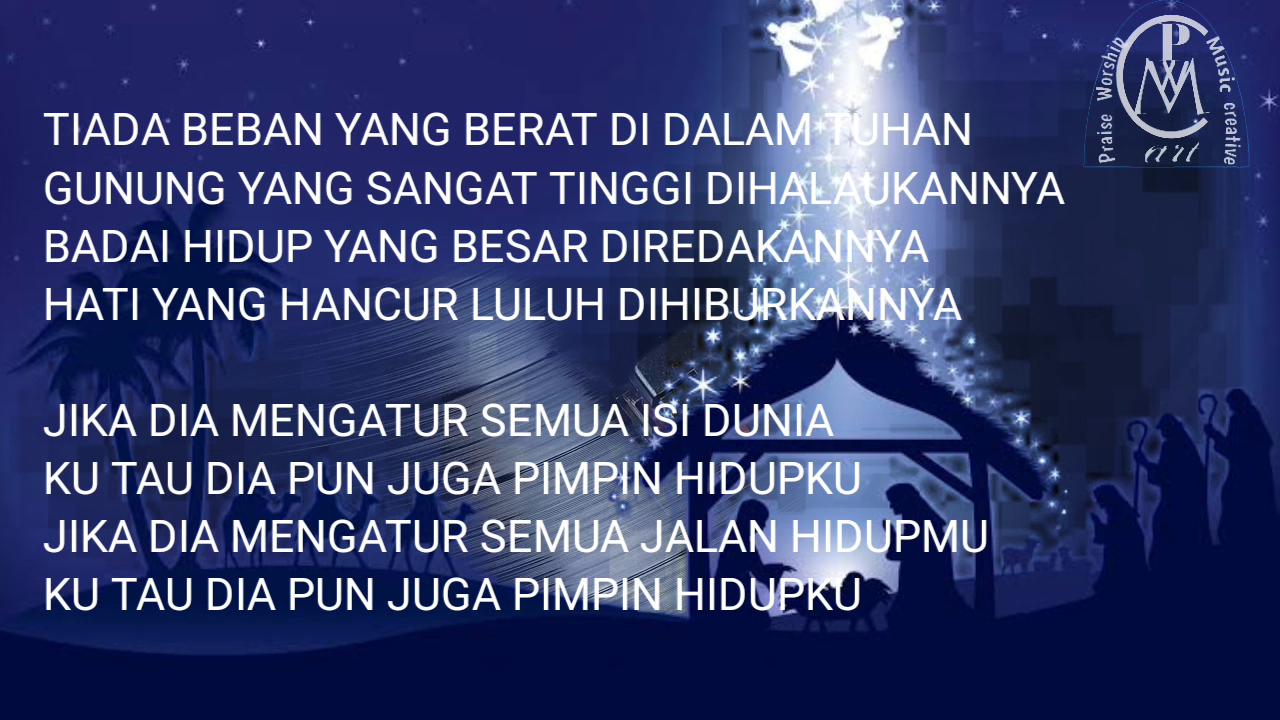 TIADA BEBAN YANG BERAT DI DALAM TUHAN
GUNUNG YANG SANGAT TINGGI DIHALAUKANNYA
BADAI HIDUP YANG BESAR DIREDAKANNYA
HATI YANG HANCUR LULUH DIHIBURKANNYA
JIKA DIA MENGATUR SEMUA ISI DUNIA
KU TAU DIA PUN JUGA PIMPIN HIDUPKU
JIKA DIA MENGATUR SEMUA JALAN HIDUPMU
KU TAU DIA PUN JUGA PIMPIN HIDUPKU
Praise Worship Music creative
PWMC
art